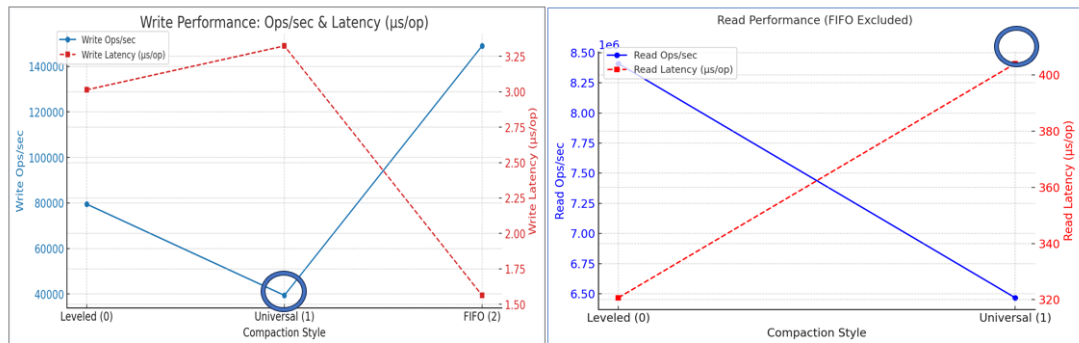 Write Performance: Ops/sec & Latency (µs/op)
Write Ops/sec
Write Latency (µs/op)
140000
120000
100000
80000
60000
40000
Write Ops/sec
3.25
3.00
2.75
2.50
2.25
2.00
1.75
1.50
Write Latency (µs/op)
Leveled (0)
Universal (1)
FIFO (2)
Compaction Style
Read Performance (FIFO Excluded)
1e6
Read Ops/sec
Read Latency (µs/op)
8.50
8.25
8.00
7.75
7.50
7.25
7.00
6.75
6.50
Read Ops/sec
400
380
360
340
320
Read Latency (µs/op)
Leveled (0)
Universal (1)
Compaction Style